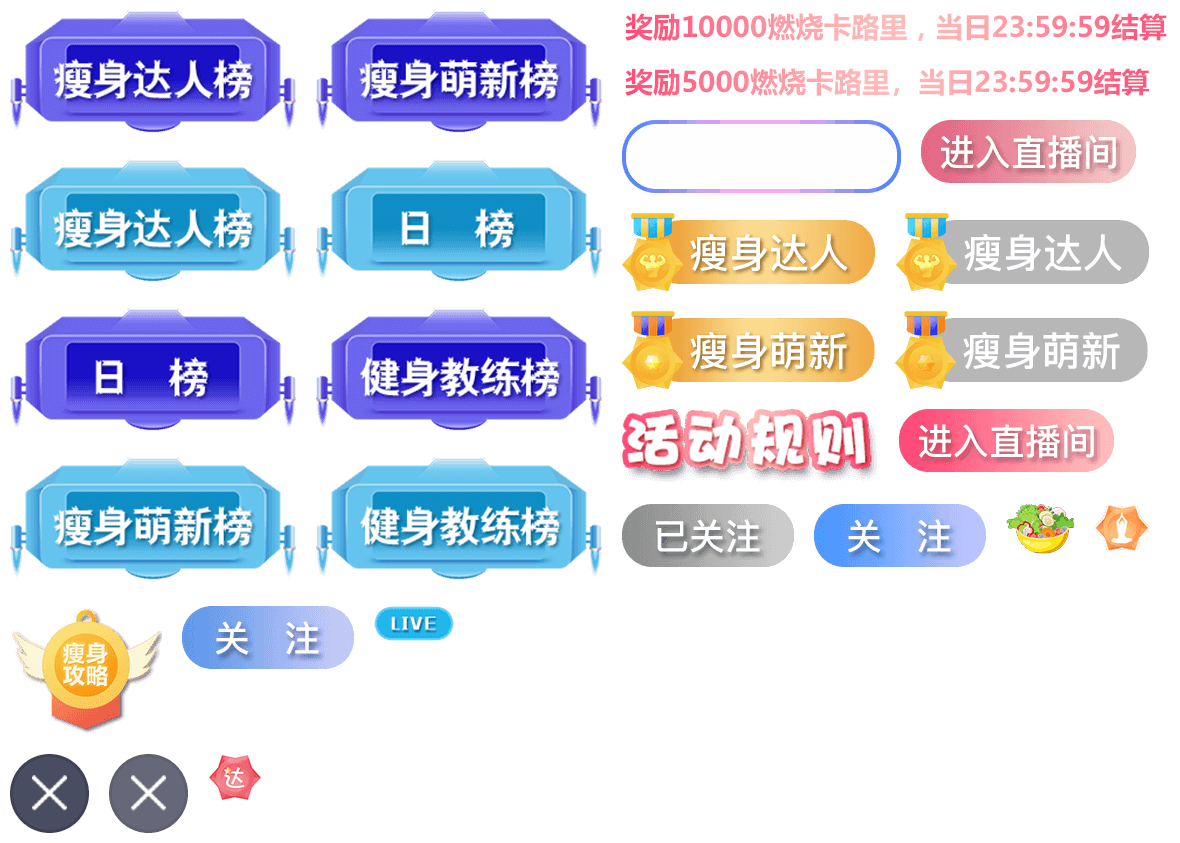 瘦身达人榜
瘦身萌新榜
瘦身达人榜
日 榜
日 榜
健身教练榜
瘦身萌新榜
健身教练榜
瘦身
攻略
关 注
LIVE
达
奖励10000燃烧卡路里，当日23:59:59结算
奖励5000燃烧卡路里，当日23:59:59结算
进入直播间
瘦身达人
瘦身达人
瘦身萌新
瘦身萌新
活动规则
进入直播间
已关注
关 注